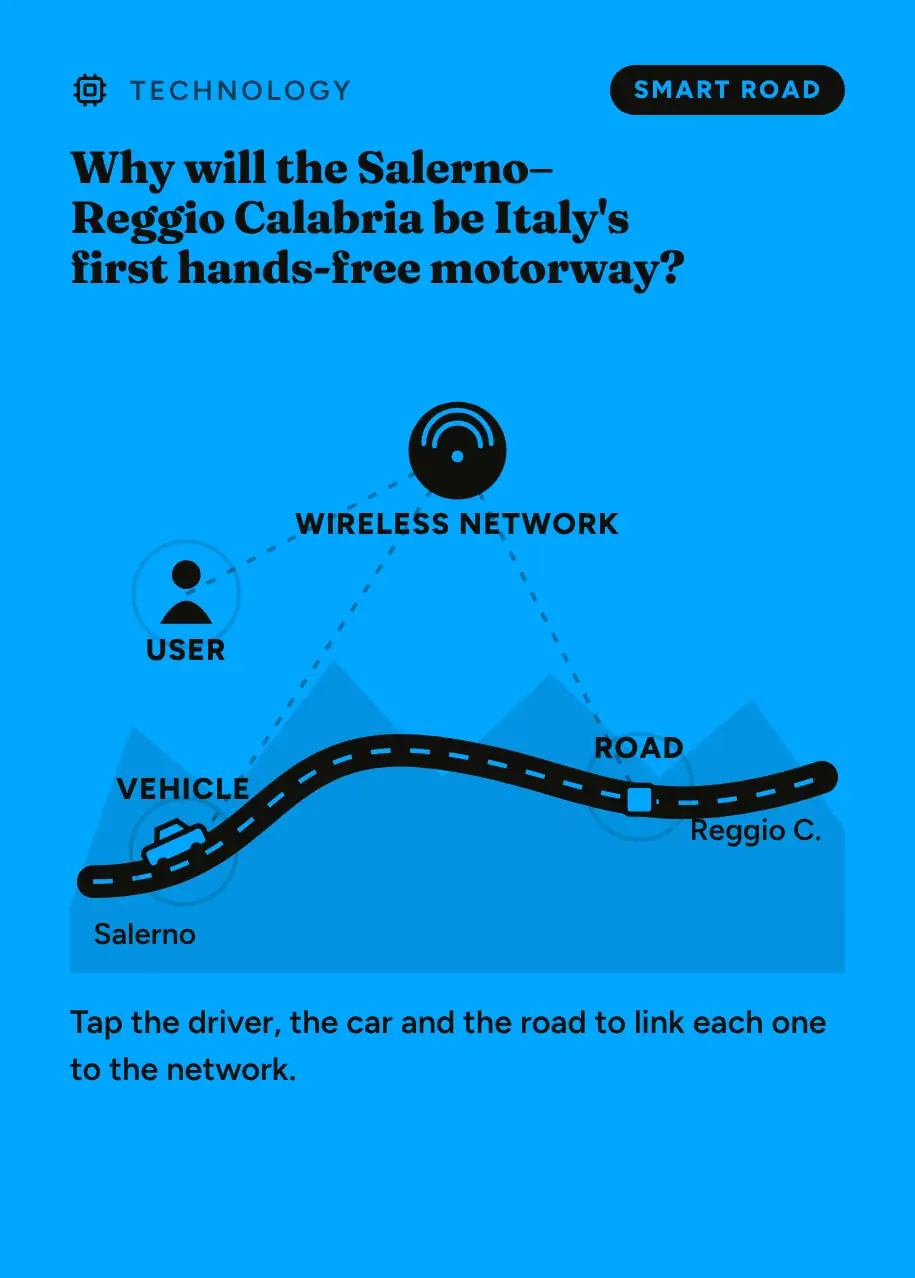 TECHNOLOGY
SMART ROAD
Why will the Salerno–
Reggio Calabria be Italy's
first hands-free motorway?
WIRELESS NETWORK
USER
ROAD
VEHICLE
Reggio C.
Salerno
Tap the driver, the car and the road to link each one
to the network.